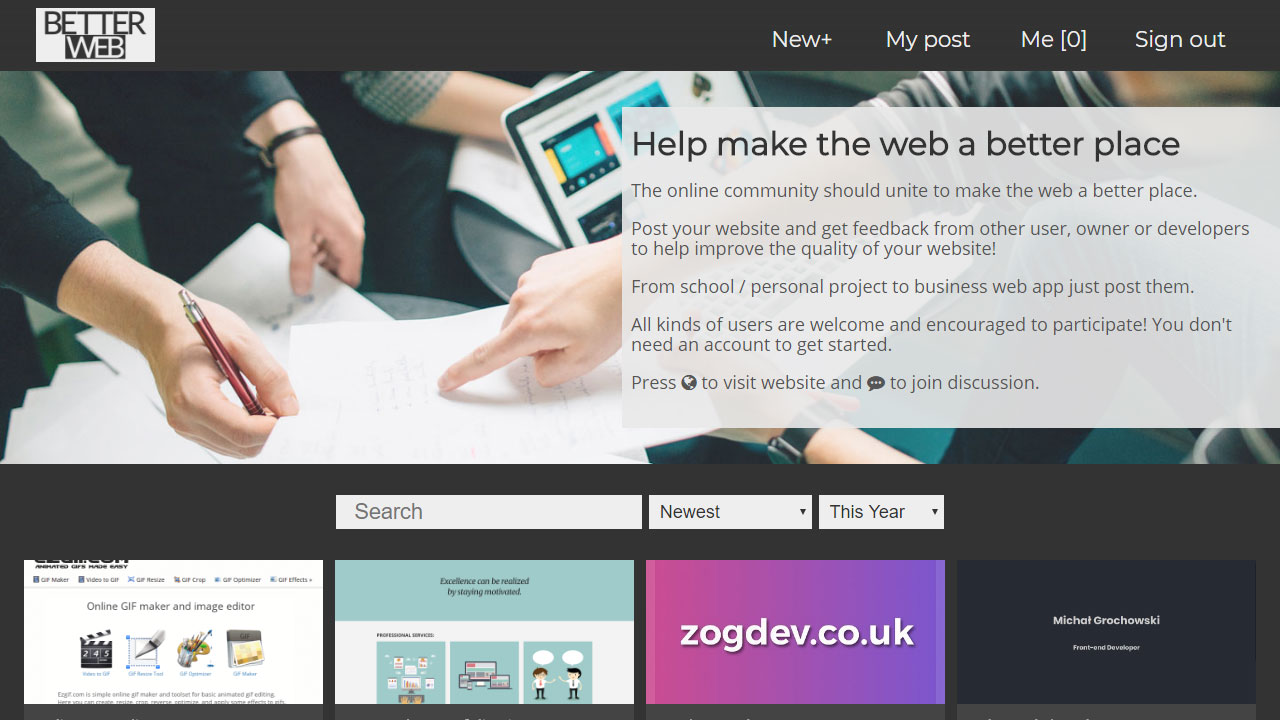 BETTER
WEB
New+
My post
Me [0]
Sign out
Help make the web a better place
The online community should unite to make the web a better place.
Post your website and get feedback from other user, owner or developers
to help improve the quality of your website!
From school / personal project to business web app just post them.
All kinds of users are welcome and encouraged to participate! You don't
need an account to get started.
Press to visit website and to join discussion.
Search
Newest
This Year
ANIMATED GIFS MADE EASY
GIF Maker
Video to GIF
GIF Resize
GIF Crop
GIF Optimizer
GIF Effects »
Online GIF maker and image editor
GIF
2 4 5
Video to GIF
GIF Resize Tool
GIF Optimizer
GIF Maker
Ezgif.com is simple online gif maker and toolset for basic animated gif editing.
Here you can create, resize, crop, reverse, optimize, and apply some effects to gifs.
Excellence can be realized
by staying motivated.
PROFESSIONAL SERVICES:
zogdev.co.uk
Michał Grochowski
Front-end Developer